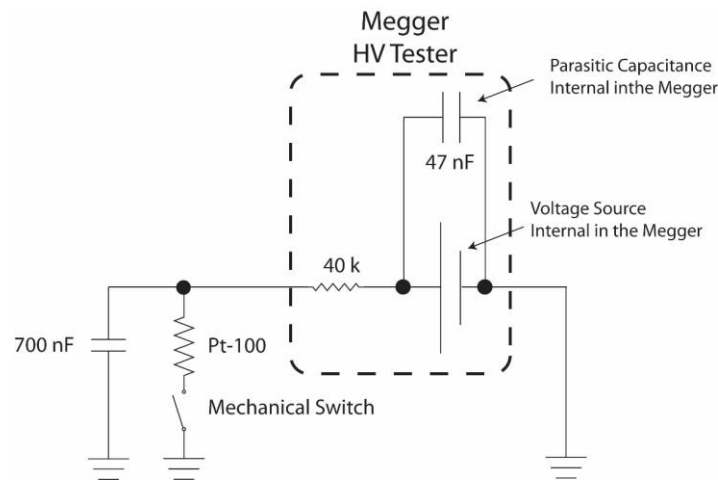 Megger
HV Tester
Parasitic Capacitance
Internal inthe Megger
47 nF
Voltage Source
Internal in the Megger
40 k
700 nF
Pt-100
Mechanical Switch